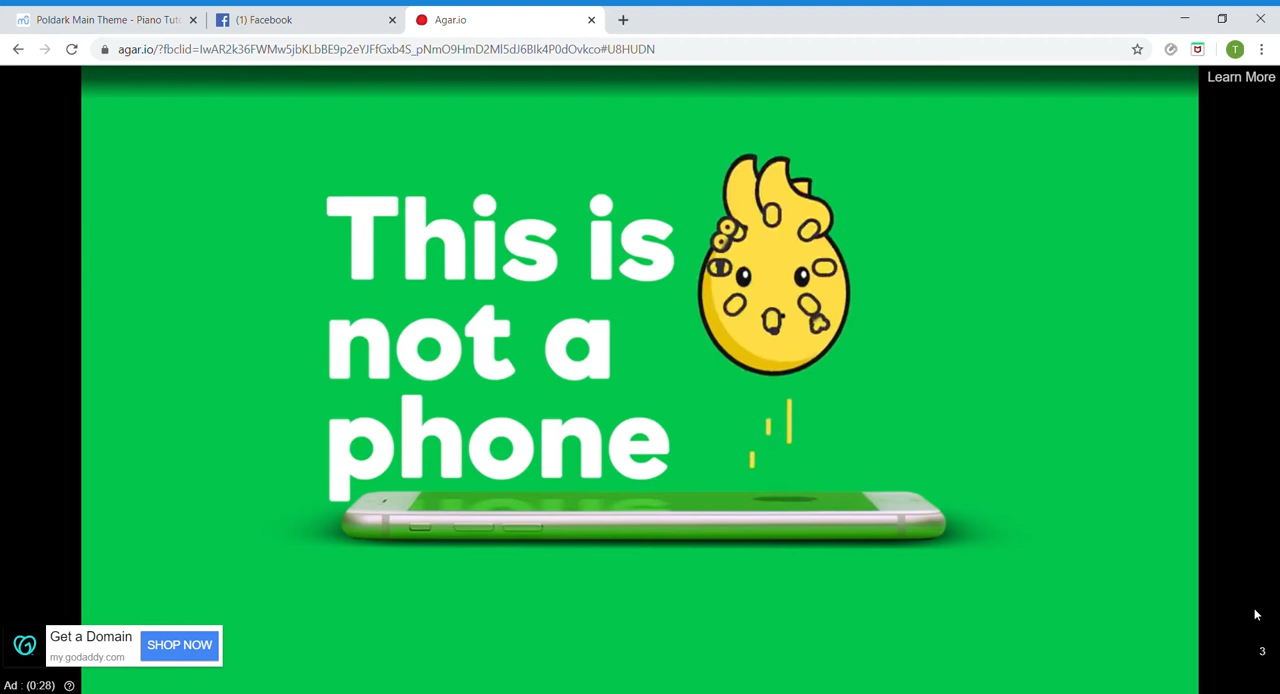 Poldark Main Theme - Piano Tuto
(1) Facebook
Agar.io
agar.io/?fbclid=IwAR2k36FWMw5jbKLbBE9p2eYJFfGxb4S_pNmO9HmD2Ml5dJ6BIk4P0dOvkco#U8HUDN
T
Learn More
This is
not a
phone
Get a Domain
my.godaddy.com
SHOP NOW
3
Ad : (0:28)